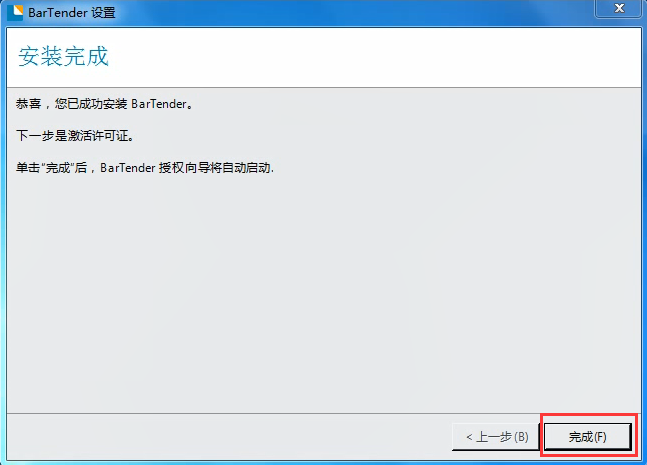 BarTender 设置
安装完成
恭喜，您已成功安装 BarTender。
下一步是激活许可证。
单击“完成”后，BarTender 授权向导将自动启动.
< 上一步(B)
完成(F)